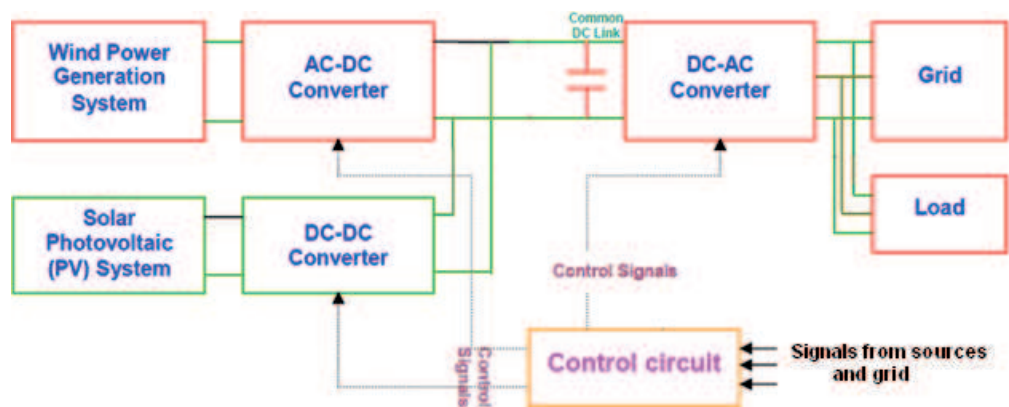 Wind Power
Generation
System
AC-DC
Converter
Common
DC Link
DC-AC
Converter
Grid
Solar
Photovoltaic
(PV) System
DC-DC
Converter
Load
Control Signals
Control
Signals
Control circuit
Signals from sources
and grid